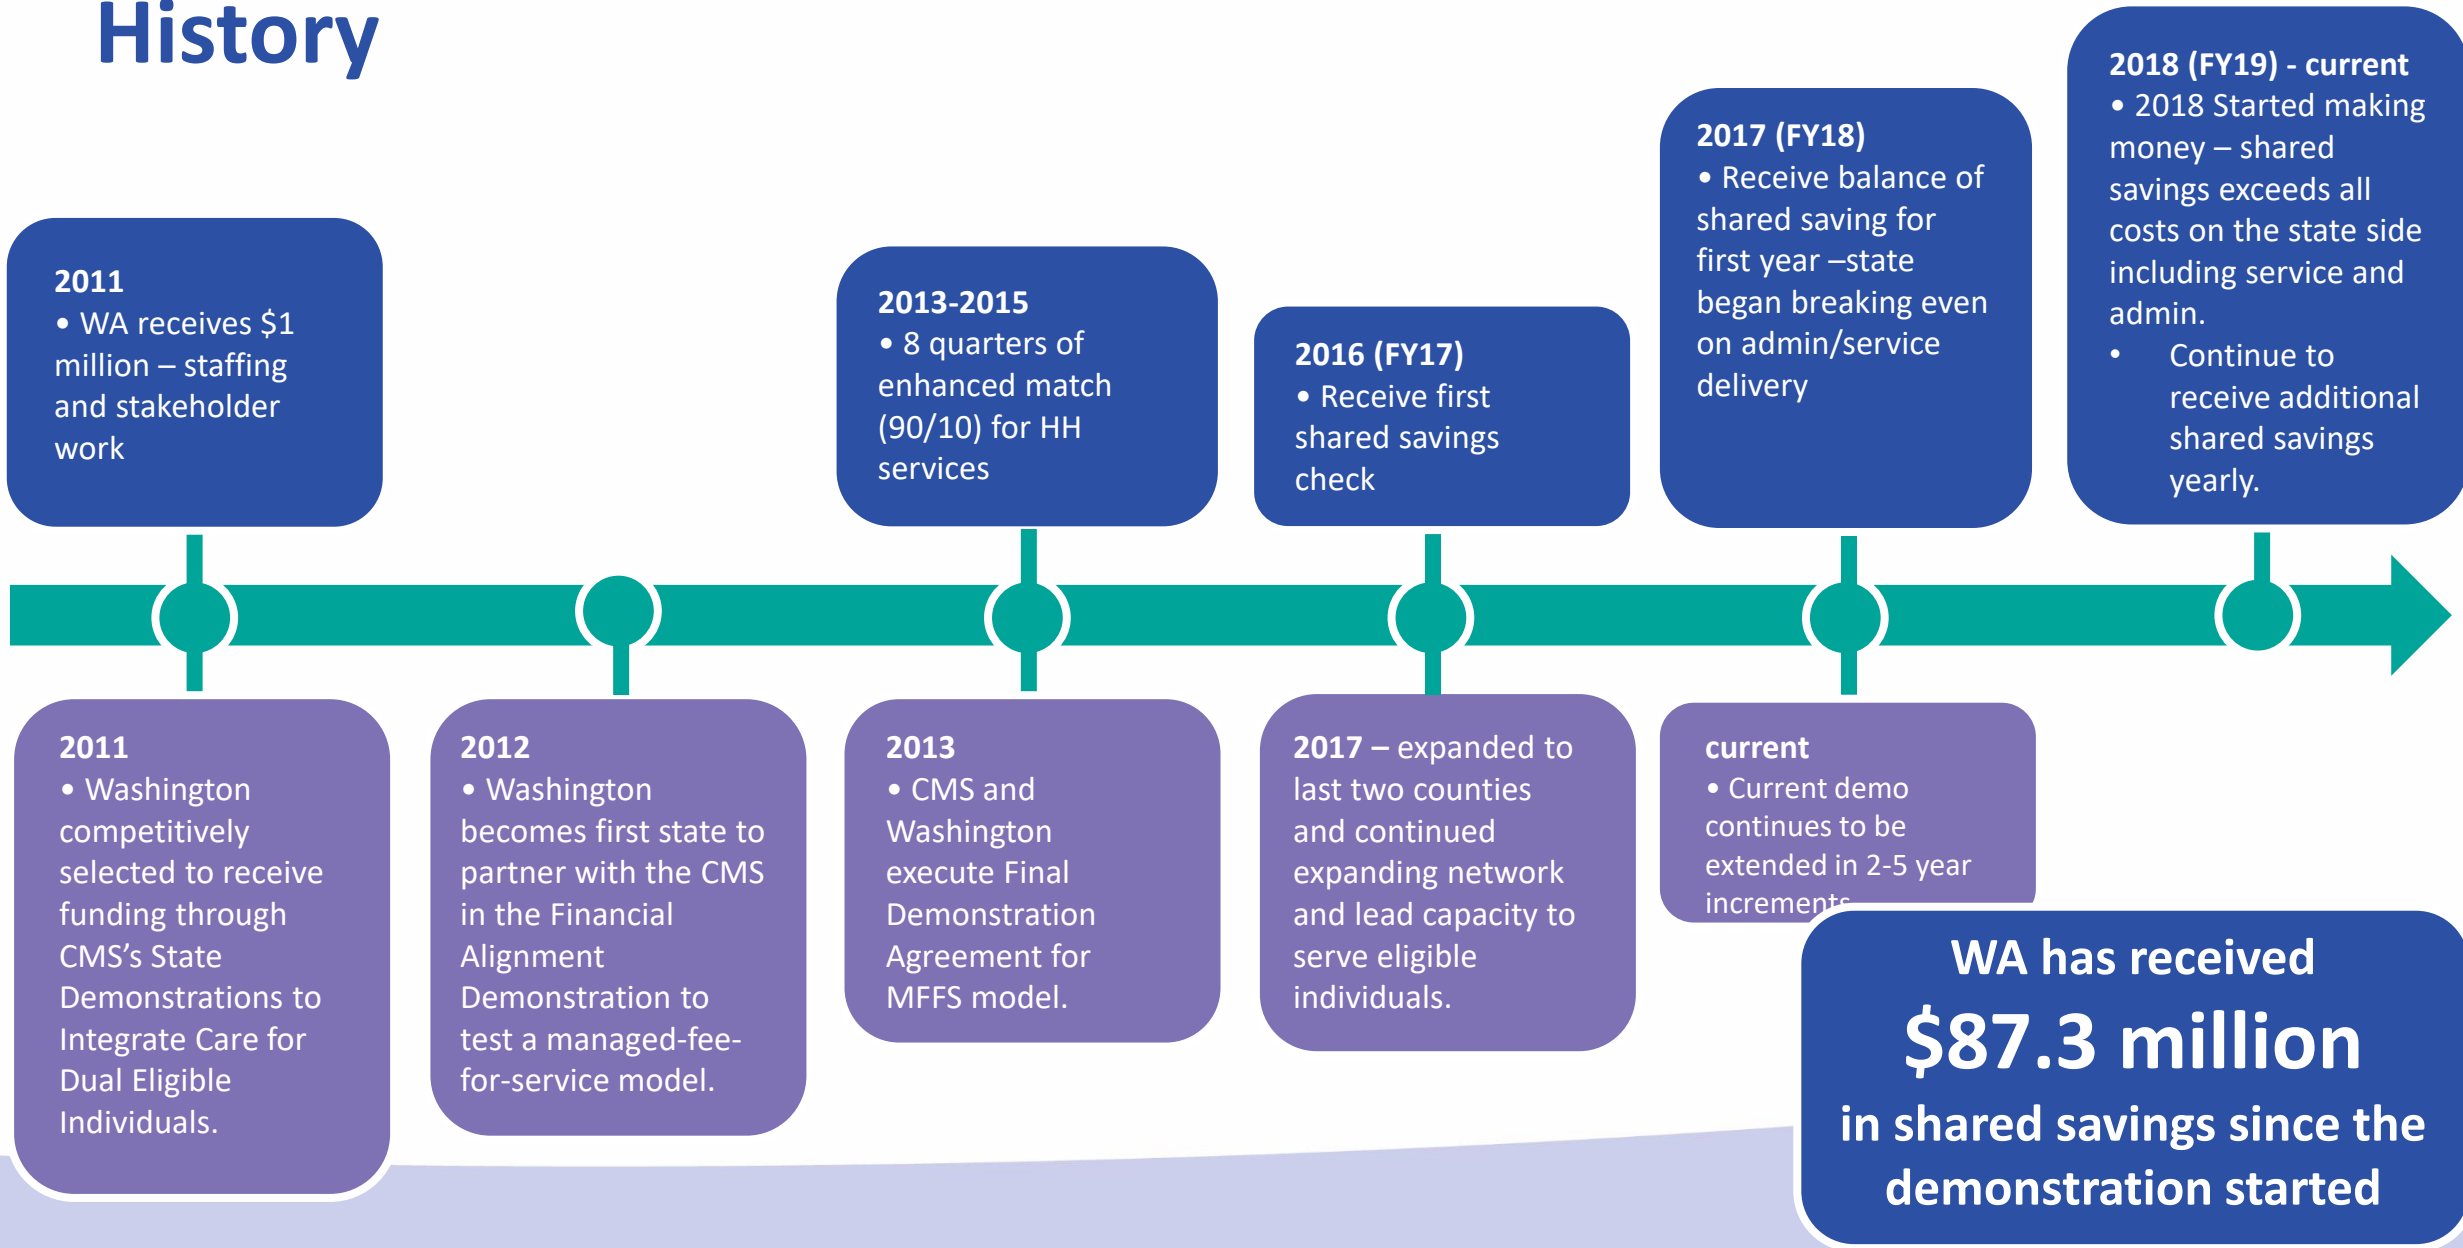 History
2011
• WA receives $1
million – staffing
and stakeholder
work
2013-2015
• 8 quarters of
enhanced match
(90/10) for HH
services
2016 (FY17)
• Receive first
shared savings
check
2017 (FY18)
• Receive balance of
shared saving for
first year –state
began breaking even
on admin/service
delivery
2018 (FY19) - current
• 2018 Started making
money – shared
savings exceeds all
costs on the state side
including service and
admin.
• Continue to
receive additional
shared savings
yearly.
2011
• Washington
competitively
selected to receive
funding through
CMS’s State
Demonstrations to
Integrate Care for
Dual Eligible
Individuals.
2012
• Washington
becomes first state to
partner with the CMS
in the Financial
Alignment
Demonstration to
test a managed-fee-
for-service model.
2013
• CMS and
Washington
execute Final
Demonstration
Agreement for
MFFS model.
2017 – expanded to
last two counties
and continued
expanding network
and lead capacity to
serve eligible
individuals.
current
• Current demo
continues to be
extended in 2-5 year
increments
WA has received
$87.3 million
in shared savings since the
demonstration started